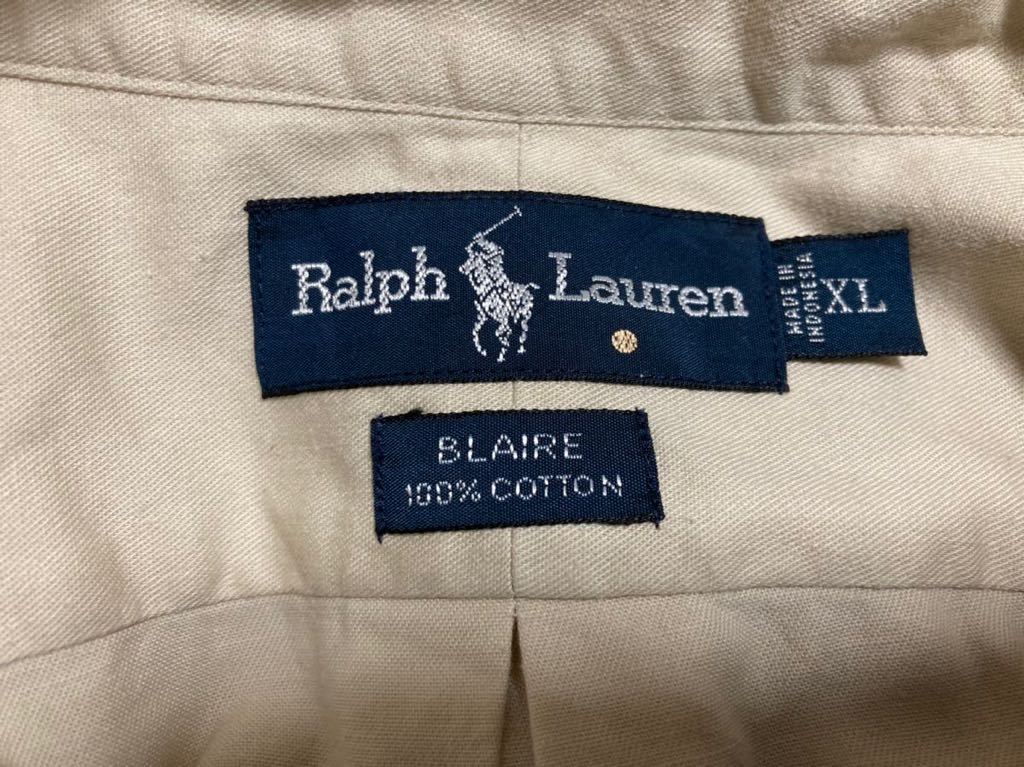 Ralph Lauren
MADE IN
INDONESIA
XL
BLAIRE
100% COTTON